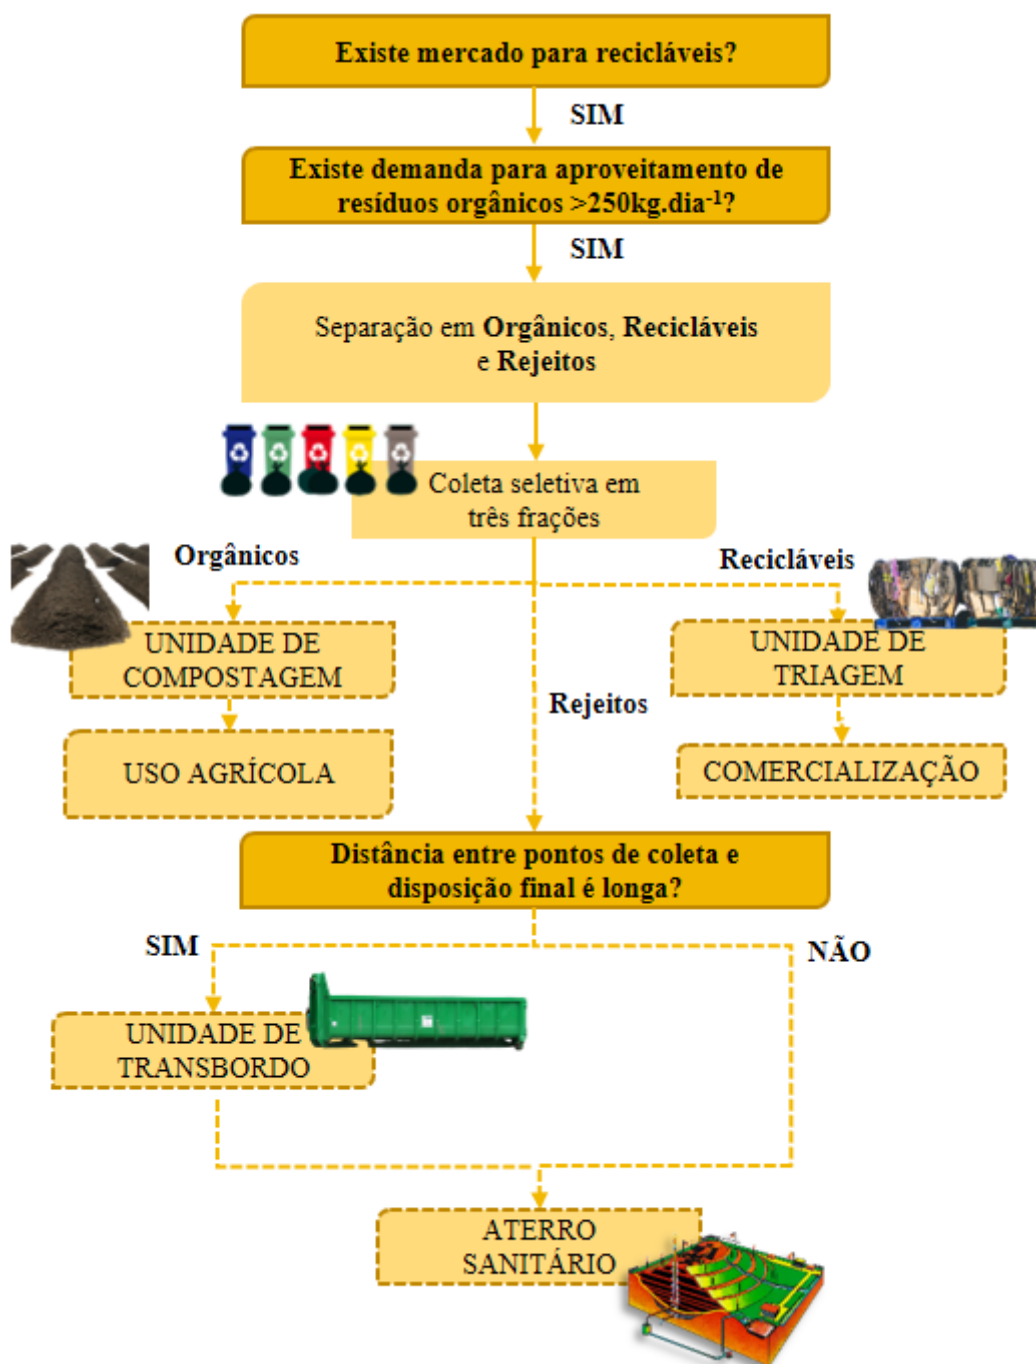 Existe mercado para recicláveis?
SIM
Existe demanda para aproveitamento de
resíduos orgânicos >250kg.dia⁻¹?
SIM
Separação em Orgânicos, Recicláveis
e Rejeitos
Coleta seletiva em
três frações
Orgânicos
Recicláveis
UNIDADE DE
COMPOSTAGEM
UNIDADE DE
TRIAGEM
Rejeitos
USO AGRÍCOLA
COMERCIALIZAÇÃO
Distância entre pontos de coleta e
disposição final é longa?
SIM
NÃO
UNIDADE DE
TRANSBORDO
ATERRO
SANITÁRIO